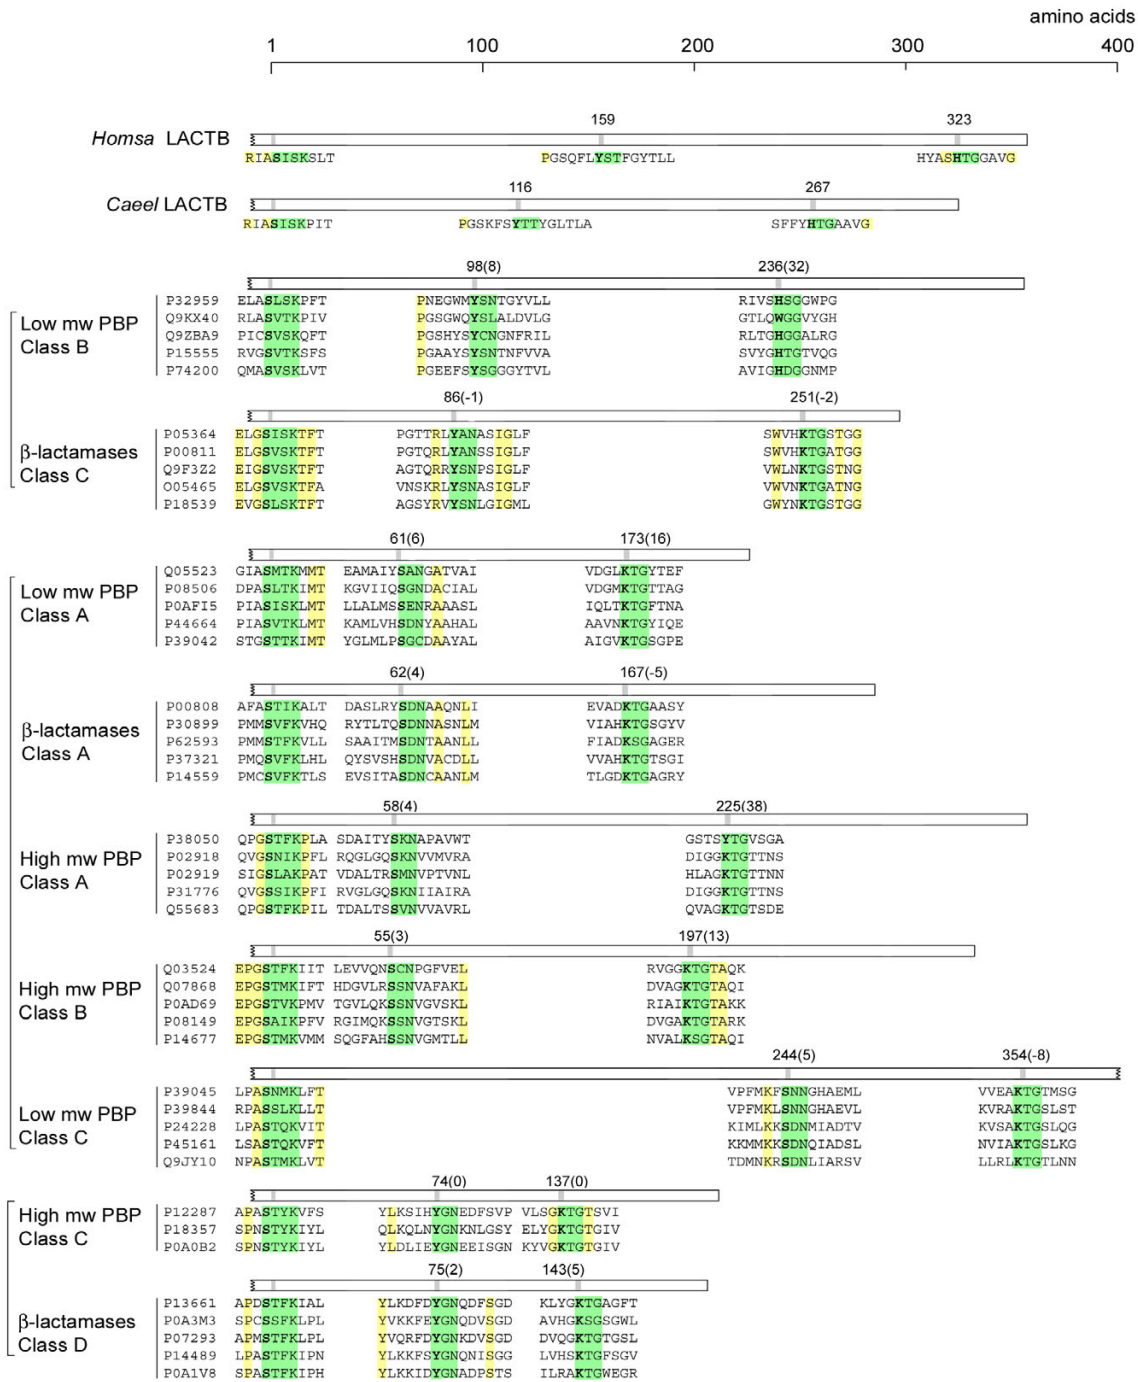 amino acids
1 100 200 300 400
159 323
Homsa LACTB
RIASISKSLT PGSQFLYSTFGYTLL HYASHTGGAVG
116 267
Caeel LACTB
RIASISKPIT PGSKFSYTTYGLTLA SFFYHTGAAVG
98(8) 236(32)
Low mw PBP
Class B
P32959 ELASLSKPFT PNEGWMYSNTGYVLL RIVSHSGGWPG
Q9KX40 RLASVTKPIV PGSGWQYSLALDVLG GTLQWGGVYGH
Q9ZBA9 PICSVSKQFT PGSHYSYCNGNFRIL RLTGHGGALRG
P15555 RVGSVTKSFS PGAAYSYSNTNFVVA SVYGHTGTVQG
P74200 QMASVSKLVT PGEEFSYSGGGYTVL AVIGHDGGNMP
86(-1) 251(-2)
β-lactamases
Class C
P05364 ELGSISKTFT PGTTRLYANASIGLF SWVHKTGSTGG
P00811 ELGSVSKTFT PGTQRLYANSSIGLF SWVHKTGATGG
Q9F3Z2 EIGSVSKTFT AGTQRRYSNPSIGLF VWLNKTGSTNG
O05465 ELGSVSKTFA VNSKRLYSNASIGLF VWVNKTGATNG
P18539 EVGSLSKTFT AGSYRVYSNLGIGML GWYNKTGSTGG
61(6) 173(16)
Low mw PBP
Class A
Q05523 GIASMTKMMT EAMAIYSANGATVAI VDGLKTGYTEF
P08506 DPASLTKIMT KGVIIQSGNDACIAL VDGMKTGTTAG
P0AFI5 PIASISKLMT LLALMSSENRAAASL IQLTKTGFTNA
P44664 PIASVTKLMT KAMLVHSDNYAAHAL AAVNKTGYIQE
P39042 STGSTTKIMT YGLMLPSGCDAAYAL AIGVKTGSGPE
62(4) 167(-5)
β-lactamases
Class A
P00808 AFASTIKALT DASLRYSDNAAQNLI EVADKTGAASY
P30899 PMMSVFKVHQ RYTLTQSDNNASNLM VIAHKTGSGYV
P62593 PMMSTFKVLL SAAITMSDNTAANLL FIADKSGAGER
P37321 PMQSVFKLHL QYSVSHSDNVACDLL VVAHKTGTSGI
P14559 PMCSVFKTLS EVSITASDNCAANLM TLGDKTGAGRY
58(4) 225(38)
High mw PBP
Class A
P38050 QPGSTFKPLA SDAITYSKNAPAVWT GSTSYTGVSGA
P02918 QVGSNIKPFL RQGLGQSKNVVMVRA DIGGKTGTTNS
P02919 SIGSLAKPAT VDALTRSMNVPTVNL HLAGKTGTTNN
P31776 QVGSSIKPFI RVGLGQSKNIIAIRA DIGGKTGTTNS
Q55683 QPGSTFKPIL TDALTSSVNVVAVRL QVAGKTGTSDE
55(3) 197(13)
High mw PBP
Class B
Q03524 EPGSTFKIIT LEVVQNSCNPGFVEL RVGGKTGTAQK
Q07868 EPGSTMKIFT HDGVLRSSNVAFAKL DVAGKTGTAQI
P0AD69 EPGSTVKPMV TGVLQKSSNVGVSKL RIAIKTGTAKK
P08149 EPGSAIKPFV RGIMQKSSNVGTSKL DVGAKTGTARK
P14677 EPGSTMKVMM SQGFAHSSNVGMTLL NVALKSGTAQI
244(5) 354(-8)
Low mw PBP
Class C
P39045 LPASNMKLFT VPFMKFSNNGHAEML VVEAKTGTMSG
P39844 RPASSLKLLT VPFMKLSNNGHAEVL KVRAKTGSLST
P24228 LPASTQKVIT KIMLKKSDNMIADTV KVSAKTGSLQG
P45161 LSASTQKVFT KKMMKKSDNQIADSL NVIAKTGSLKG
Q9JY10 NPASTMKLVT TDMNKRSDNLIARSV LLRLKTGTLNN
74(0) 137(0)
High mw PBP
Class C
P12287 APASTYKVFS YLKSIHYGNEDFSVP VLSGKTGTSVI
P18357 SPNSTYKIYL QLKQLNYGNKNLGSY ELYGKTGTGIV
P0A0B2 SPNSTYKIYL YLDLIEYGNEEISGN KYVGKTGTGIV
75(2) 143(5)
β-lactamases
Class D
P13661 APDSTFKIAL YLKDFDYGNQDFSGD KLYGKTGAGFT
P0A3M3 SPCSSFKLPL YVKKFEYGNQDVSGD AVHGKSGSGWL
P07293 APMSTFKLPL YVQRFDYGNKDVSGD DVQGKTGTGSL
P14489 LPASTFKIPN YLKKFSYGNQNISGG LVHSKTGFSGV
P0A1V8 SPASTFKIPH YLKKIDYGNADPSTS ILRAKTGWEGR